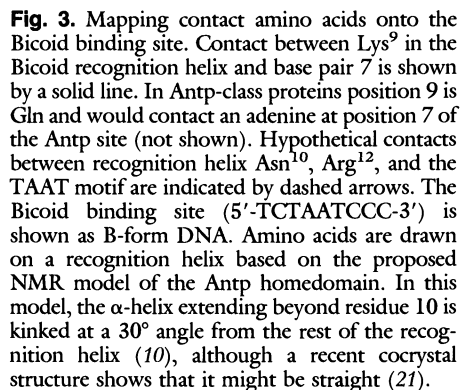 Fig. 3. Mapping contact amino acids onto the
Bicoid binding site. Contact between Lys⁹ in the
Bicoid recognition helix and base pair 7 is shown
by a solid line. In Antp-class proteins position 9 is
Gln and would contact an adenine at position 7 of
the Antp site (not shown). Hypothetical contacts
between recognition helix Asn¹⁰, Arg¹², and the
TAAT motif are indicated by dashed arrows. The
Bicoid binding site (5′-TCTAATCCC-3′) is
shown as B-form DNA. Amino acids are drawn
on a recognition helix based on the proposed
NMR model of the Antp homedomain. In this
model, the α-helix extending beyond residue 10 is
kinked at a 30° angle from the rest of the recog-
nition helix (10), although a recent cocrystal
structure shows that it might be straight (21).